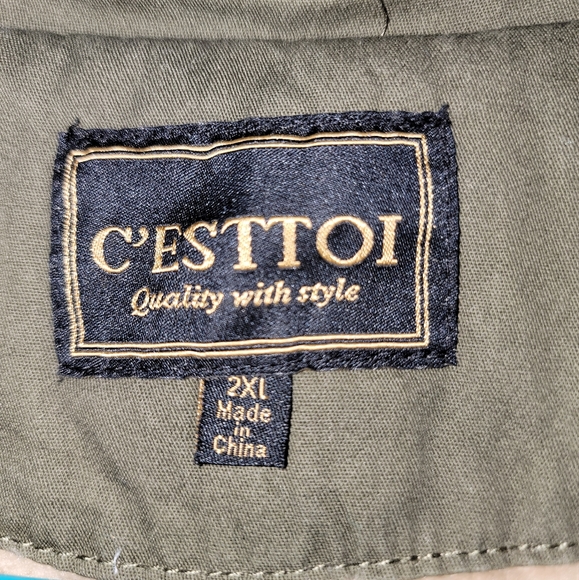 C'ESTTOI
Quality with style
2XL
Made
in
China